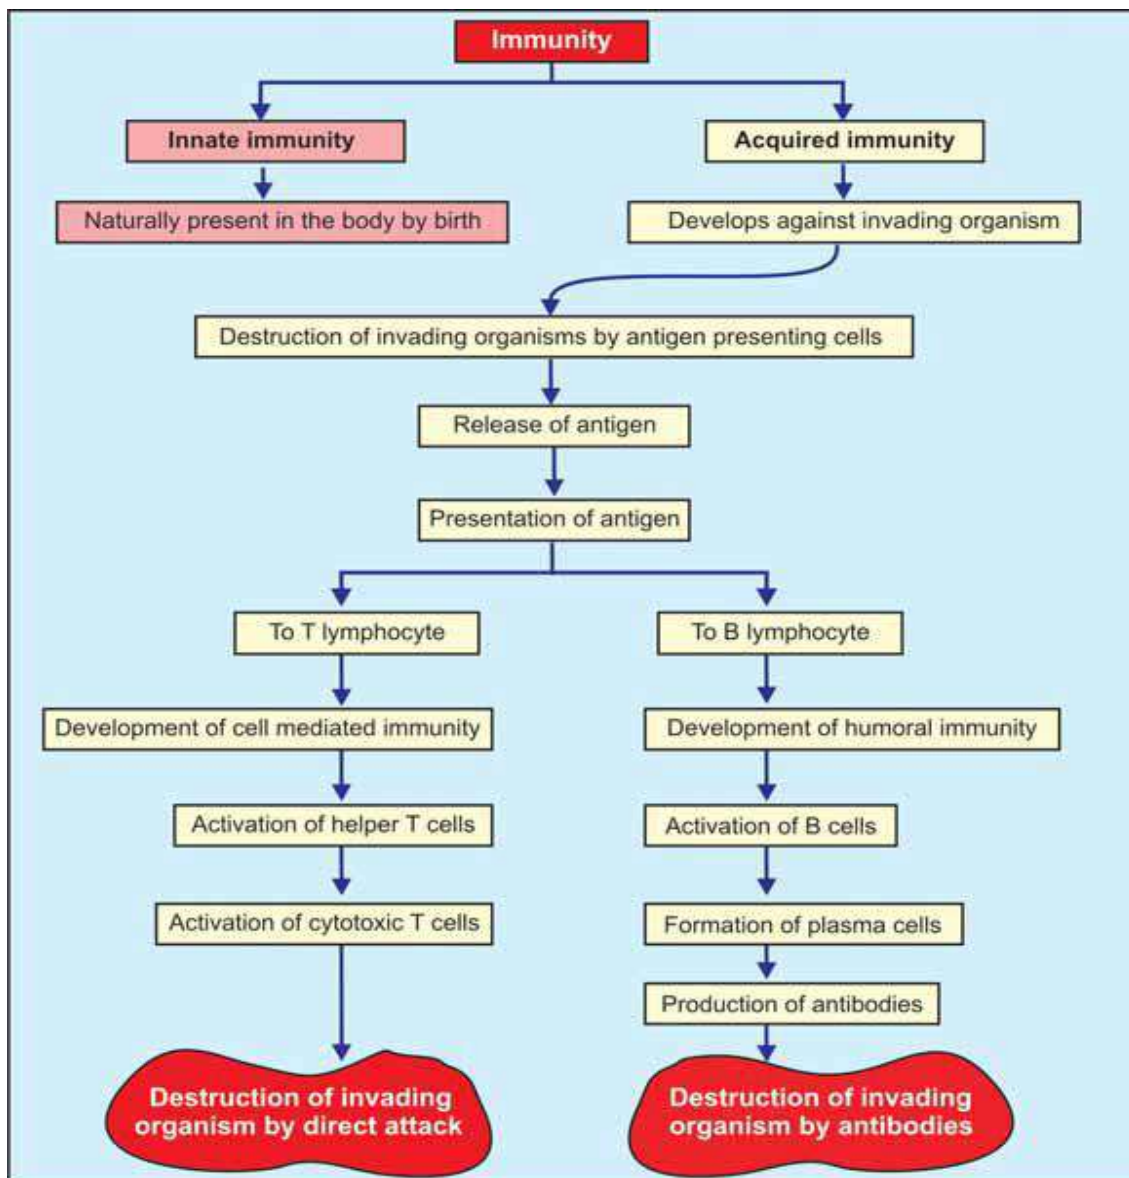 Immunity
Innate immunity
Acquired immunity
Naturally present in the body by birth
Develops against invading organism
Destruction of invading organisms by antigen presenting cells
Release of antigen
Presentation of antigen
To T lymphocyte
To B lymphocyte
Development of cell mediated immunity
Development of humoral immunity
Activation of helper T cells
Activation of B cells
Activation of cytotoxic T cells
Formation of plasma cells
Production of antibodies
Destruction of invading
organism by direct attack
Destruction of invading
organism by antibodies